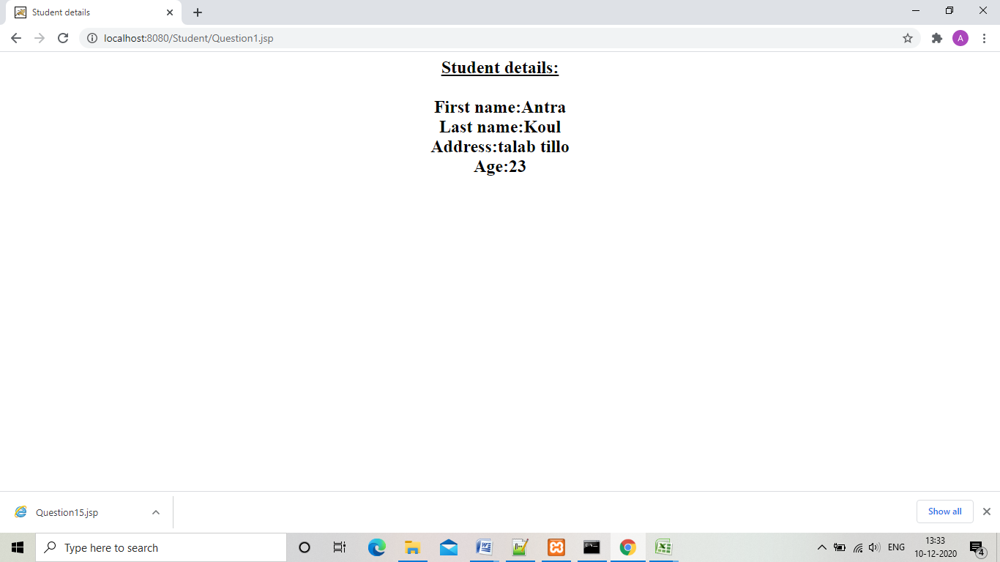 Student details
localhost:8080/Student/Question1.jsp
A
Student details:
First name:Antra
Last name:Koul
Address:talab tillo
Age:23
Question15.jsp
Show all
Type here to search
ENG
13:33
10-12-2020
4